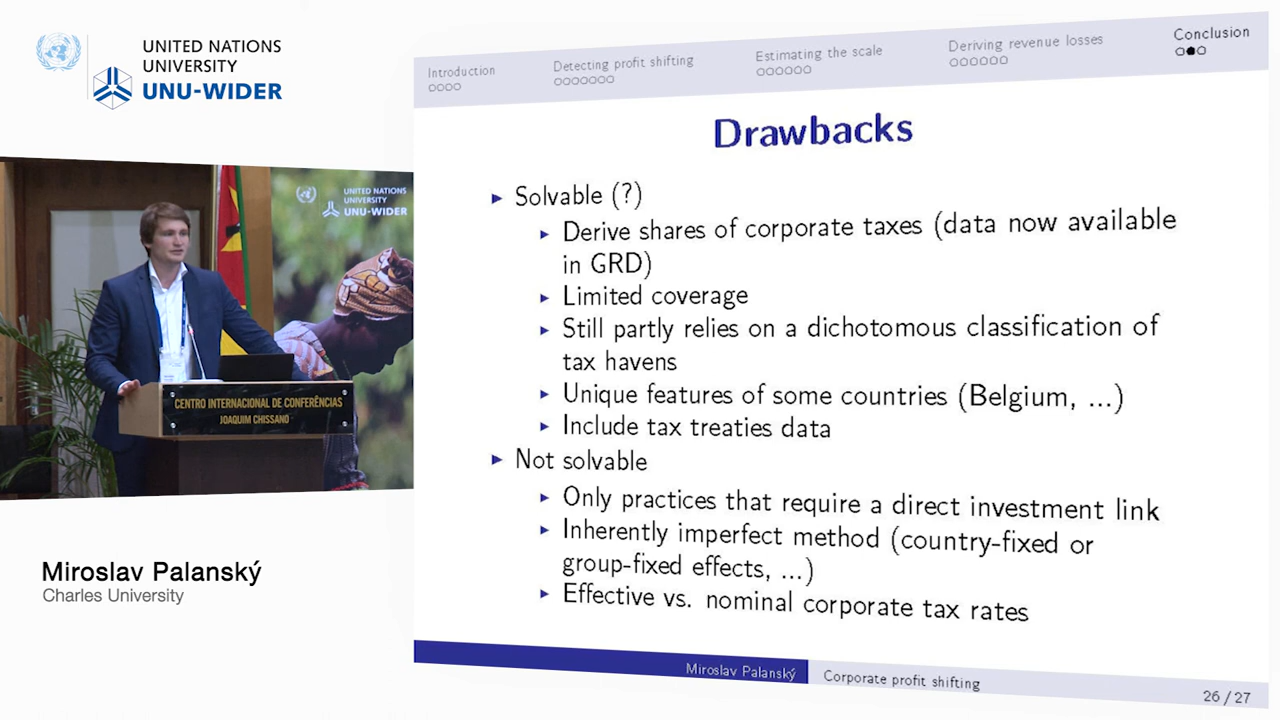 UNITED NATIONS
UNIVERSITY
UNU-WIDER
UNITED NATIONS
UNIVERSITY
UNU-WIDER
CENTRO INTERNACIONAL DE CONFERÊNCIAS
JOAQUIM CHISSANO
Miroslav Palanský
Charles University
Introduction
Detecting profit shifting
Estimating the scale
Deriving revenue losses
Conclusion
Drawbacks
Solvable (?)
Derive shares of corporate taxes (data now available
in GRD)
Limited coverage
Still partly relies on a dichotomous classification of
tax havens
Unique features of some countries (Belgium, ...)
Include tax treaties data
Not solvable
Only practices that require a direct investment link
Inherently imperfect method (country-fixed or
group-fixed effects, ...)
Effective vs. nominal corporate tax rates
Miroslav Palanský
Corporate profit shifting
26 / 27